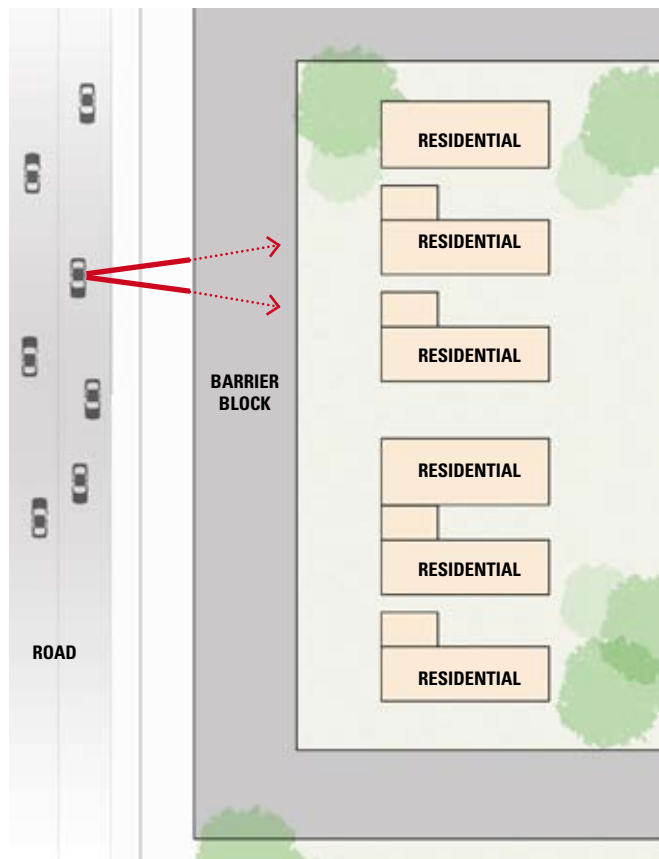 RESIDENTIAL
RESIDENTIAL
RESIDENTIAL
BARRIER
BLOCK
RESIDENTIAL
RESIDENTIAL
ROAD
RESIDENTIAL